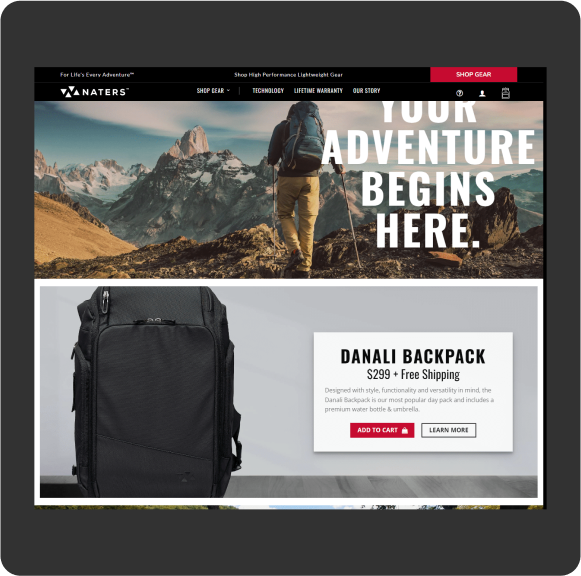 For Life's Every Adventure™
Shop High Performance Lightweight Gear
SHOP GEAR
NATERS™
SHOP GEAR
TECHNOLOGY
LIFETIME WARRANTY
OUR STORY
YOUR
ADVENTURE
BEGINS
HERE.
DANALI BACKPACK
$299 + Free Shipping
Designed with style, functionality and versatility in mind, the
Danali Backpack is our most popular day pack and includes a
premium water bottle & umbrella.
ADD TO CART
LEARN MORE